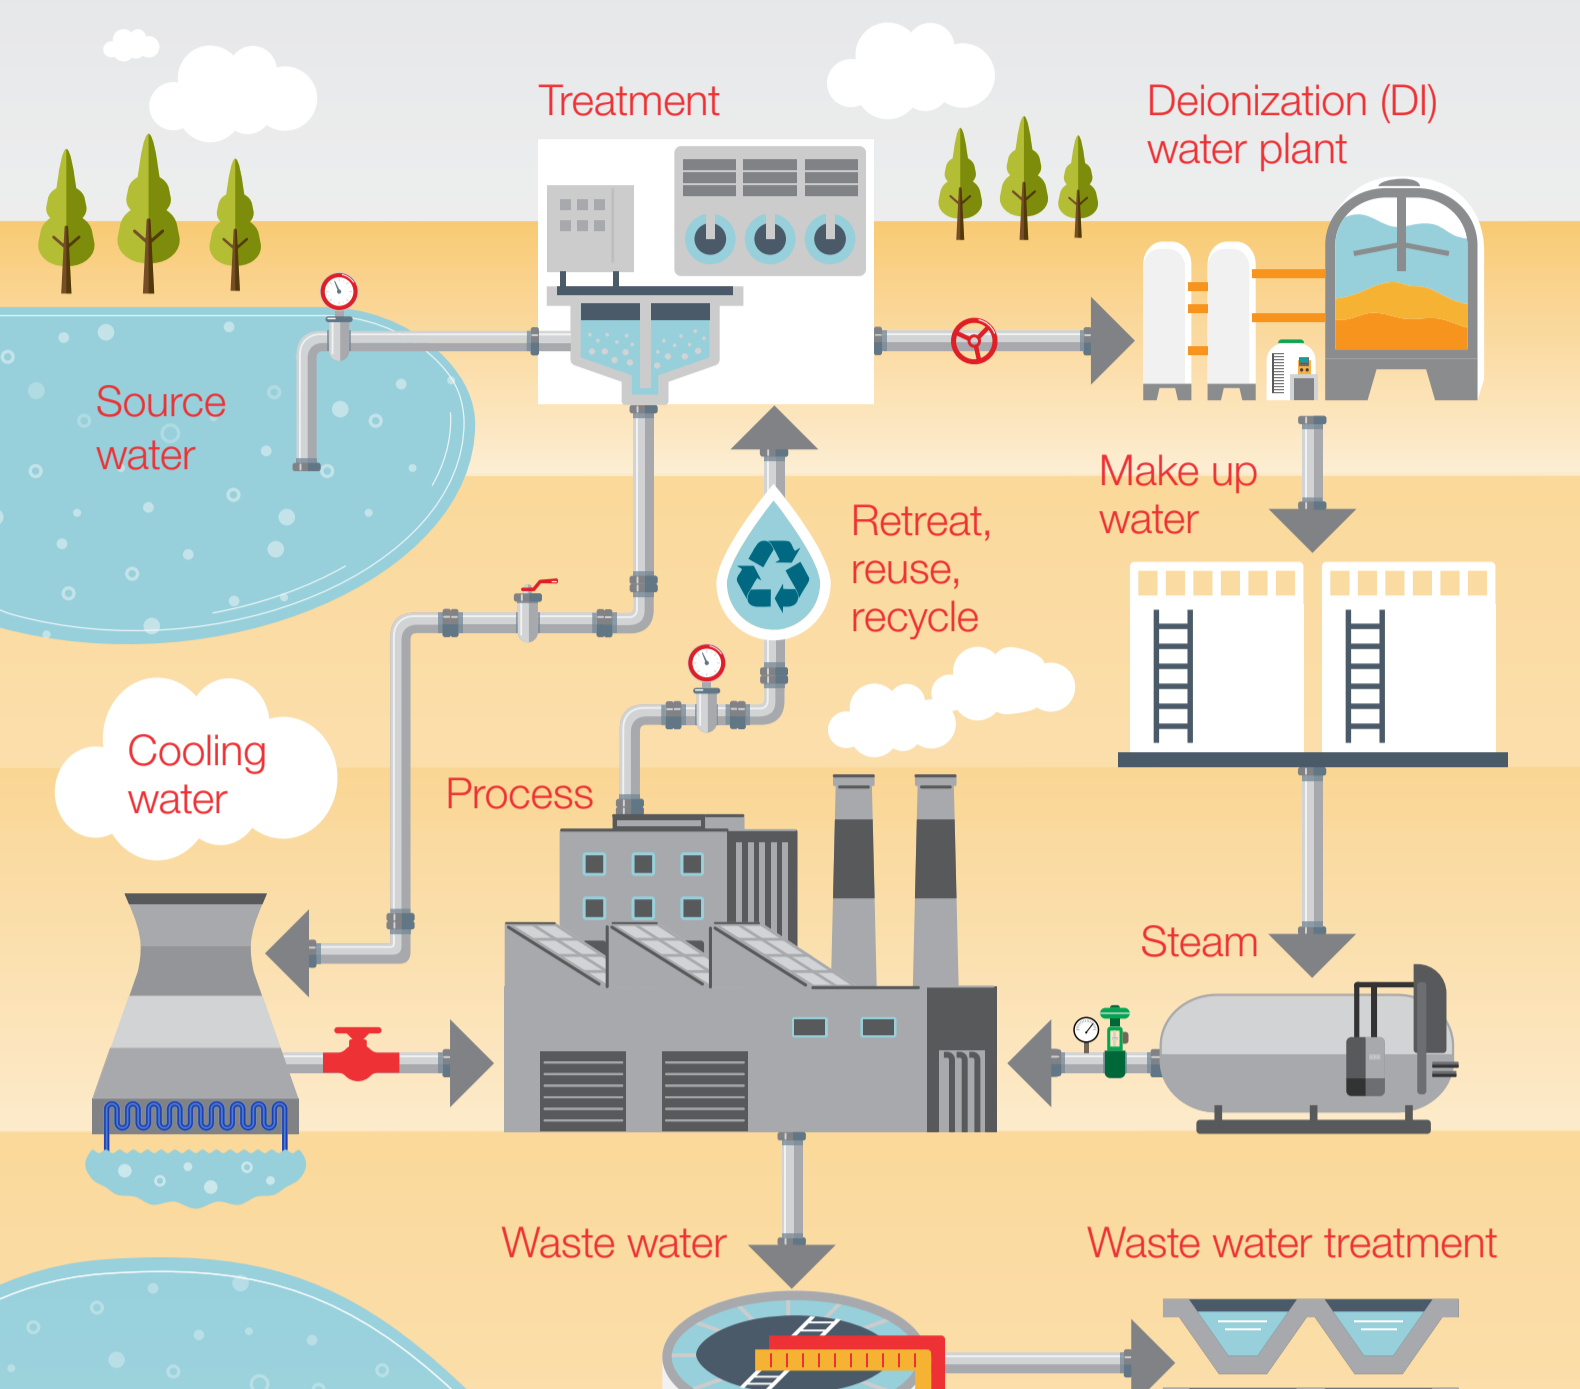 Treatment
Deionization (DI)
water plant
Source
water
Make up
water
Retreat,
reuse,
recycle
Cooling
water
Process
Steam
Waste water
Waste water treatment